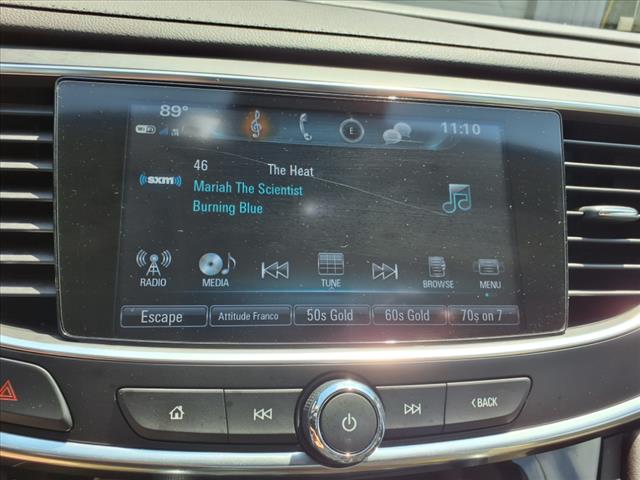 89°
E
11:10
46 The Heat
((sxm))
Mariah The Scientist
Burning Blue
RADIO MEDIA TUNE BROWSE MENU
Escape Attitude Franco 50s Gold 60s Gold 70s on 7
< BACK